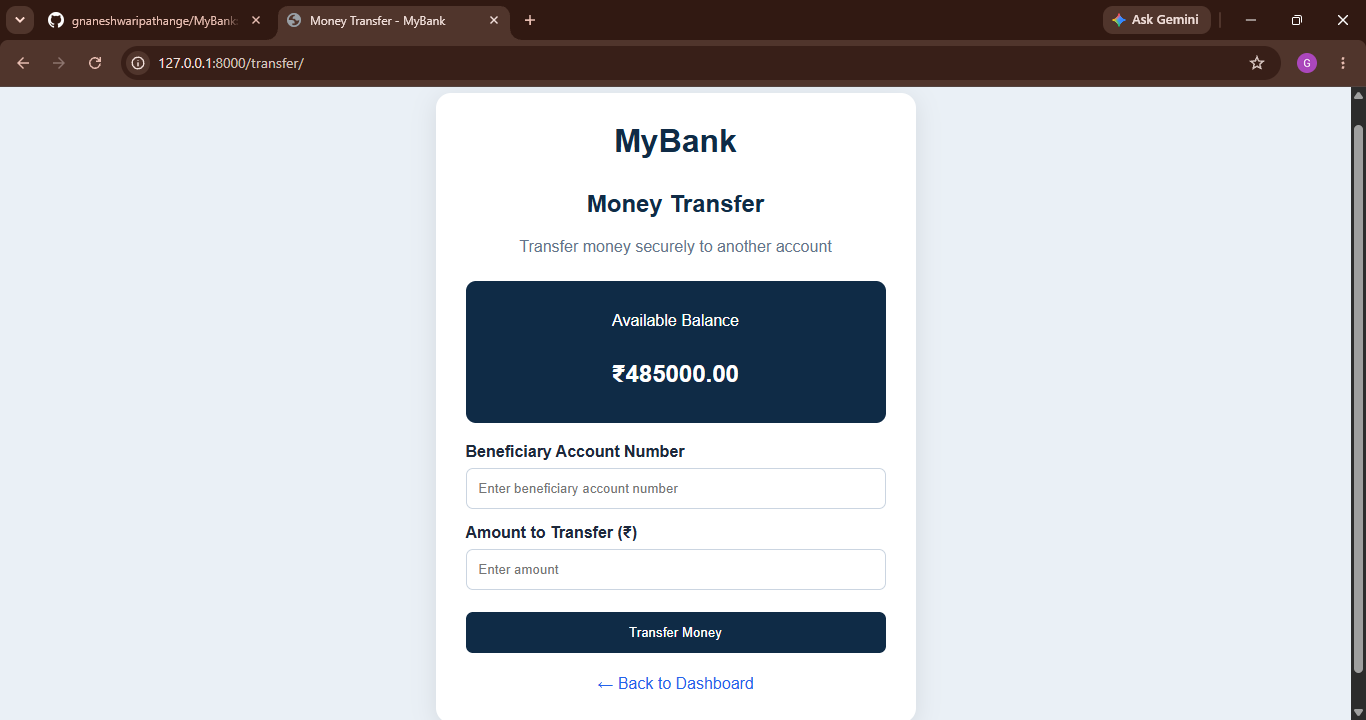 gnaneshwaripathange/MyBank
Money Transfer - MyBank
Ask Gemini
127.0.0.1:8000/transfer/
G
MyBank
Money Transfer
Transfer money securely to another account
Available Balance
₹485000.00
Beneficiary Account Number
Enter beneficiary account number
Amount to Transfer (₹)
Enter amount
Transfer Money
← Back to Dashboard